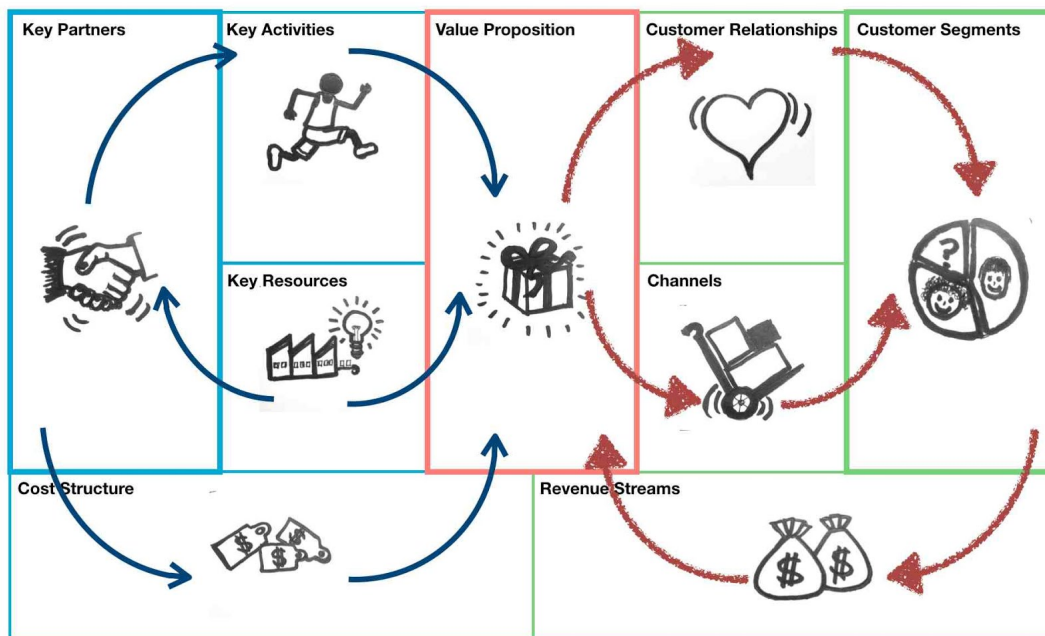 Key Partners
Key Activities
Value Proposition
Customer Relationships
Customer Segments
?
Key Resources
Channels
Cost Structure
Revenue Streams
$
$
$
$
$